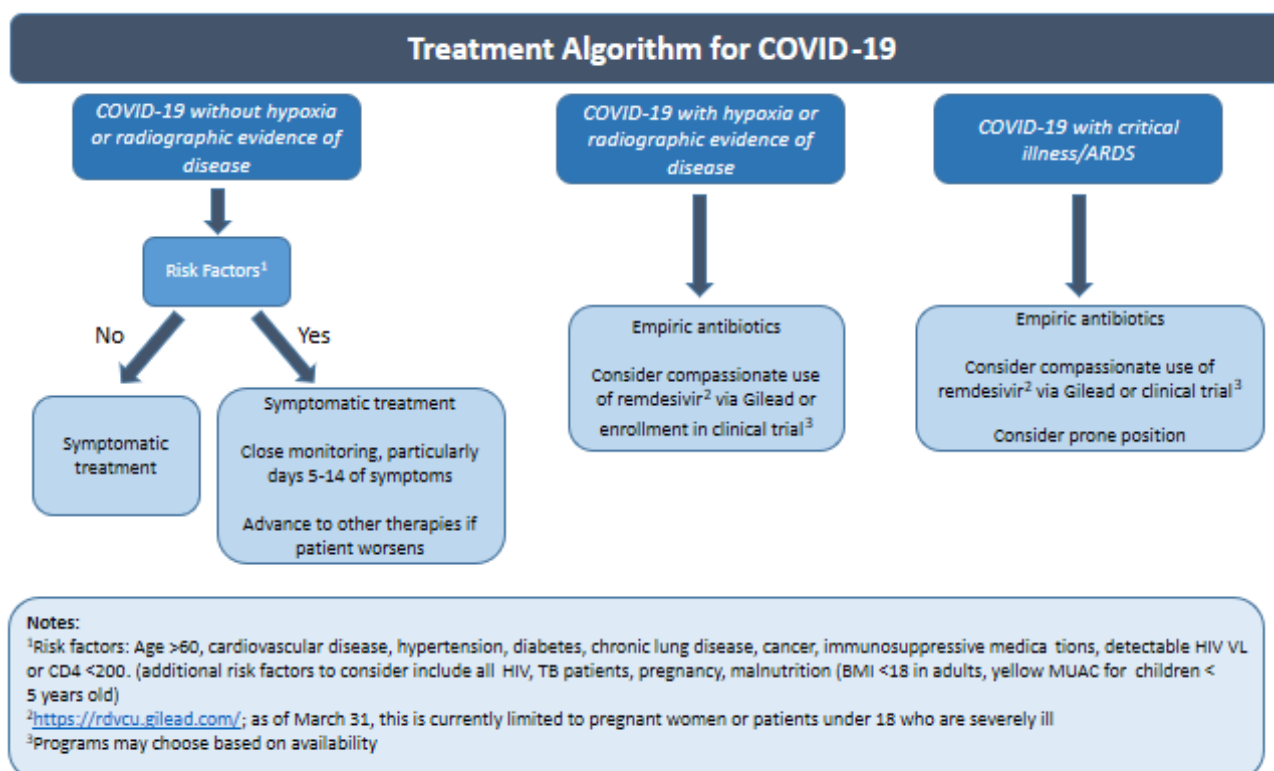 Treatment Algorithm for COVID-19
COVID-19 without hypoxia
or radiographic evidence of
disease
Risk Factors1
No
Yes
Symptomatic
treatment
Symptomatic treatment
Close monitoring, particularly
days 5-14 of symptoms
Advance to other therapies if
patient worsens
COVID-19 with hypoxia or
radiographic evidence of
disease
Empiric antibiotics
Consider compassionate use
of remdesivir2 via Gilead or
enrollment in clinical trial3
COVID-19 with critical
illness/ARDS
Empiric antibiotics
Consider compassionate use of
remdesivir2 via Gilead or clinical trial3
Consider prone position
Notes:
1Risk factors: Age >60, cardiovascular disease, hypertension, diabetes, chronic lung disease, cancer, immunosuppressive medica tions, detectable HIV VL
or CD4 <200. (additional risk factors to consider include all HIV, TB patients, pregnancy, malnutrition (BMI <18 in adults, yellow MUAC for children <
5 years old)
2https://rdvcu.gilead.com/; as of March 31, this is currently limited to pregnant women or patients under 18 who are severely ill
3Programs may choose based on availability